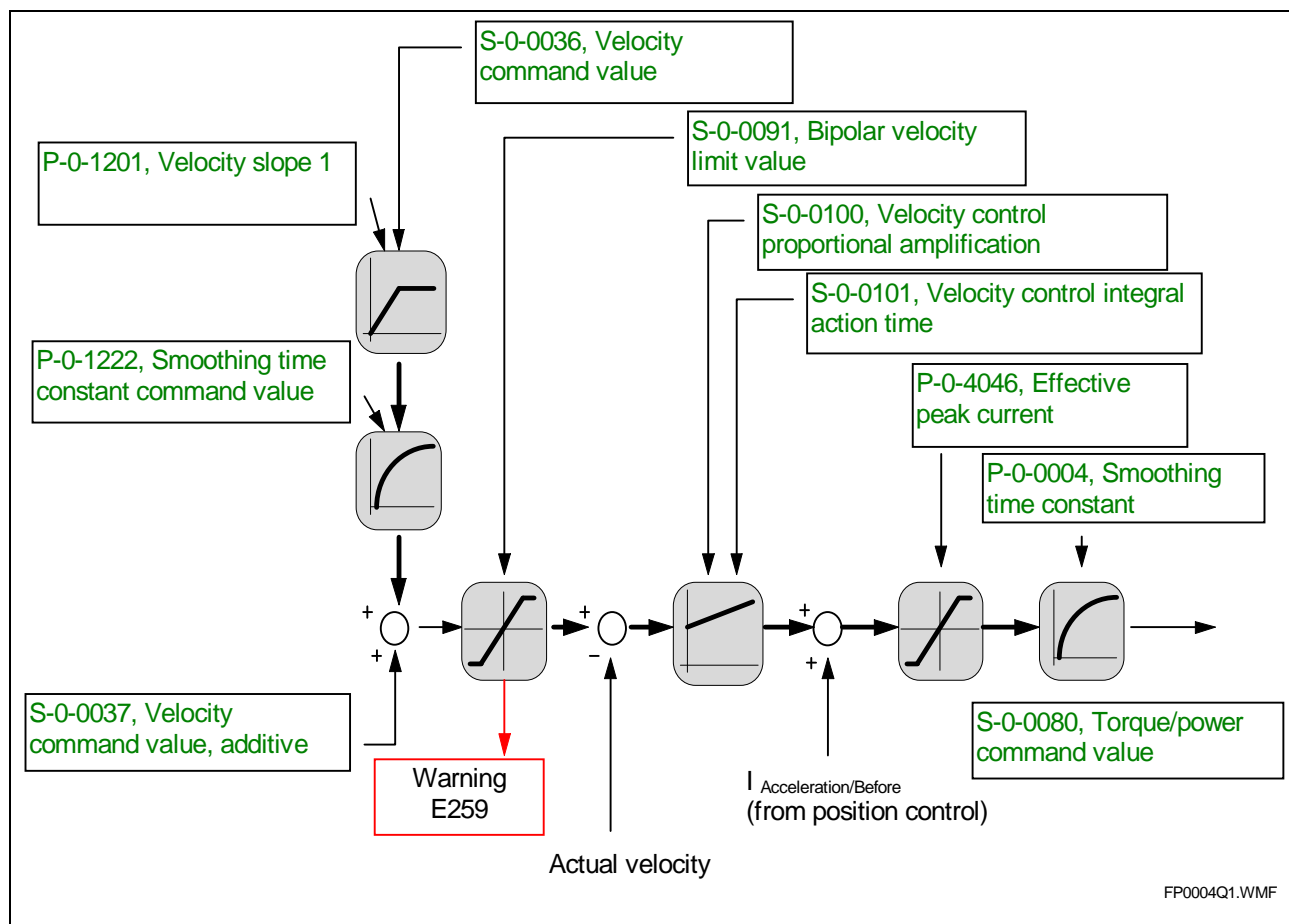 S-0-0036, Velocity
command value
S-0-0091, Bipolar velocity
limit value
P-0-1201, Velocity slope 1
S-0-0100, Velocity control
proportional amplification
S-0-0101, Velocity control integral
action time
P-0-1222, Smoothing time
constant command value
P-0-4046, Effective
peak current
P-0-0004, Smoothing
time constant
+
+
+
−
+
+
S-0-0037, Velocity
command value, additive
Warning
E259
S-0-0080, Torque/power
command value
I Acceleration/Before
(from position control)
Actual velocity
FP0004Q1.WMF